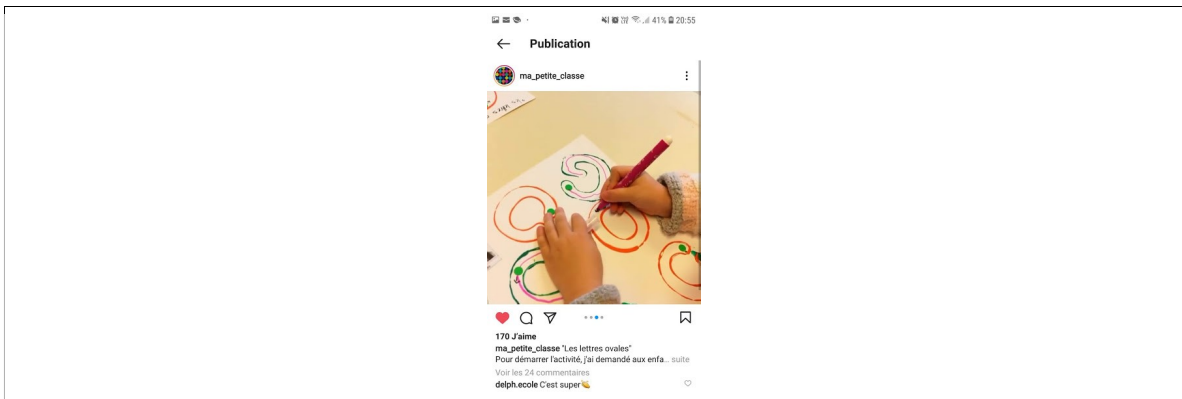 41% 20:55
Publication
ma_petite_classe
170 J'aime
ma_petite_classe "Les lettres ovales"
Pour démarrer l'activité, j'ai demandé aux enfa... suite
Voir les 24 commentaires
delph.ecole C'est super